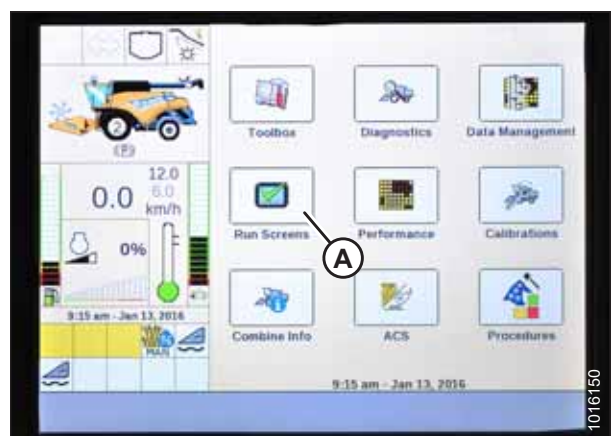 12.0
6.0
0.0 km/h
0%
9:15 am - Jan 13, 2016
MAN
Toolbox Diagnostics Data Management
Run Screens Performance Calibrations
A
Combine Info ACS Procedures
9:15 am - Jan 13, 2016
1016150